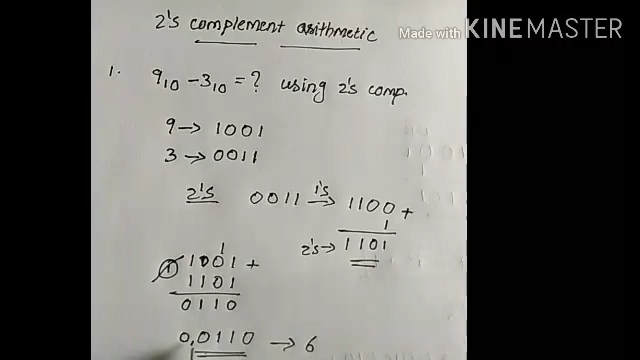 2's complement arithmetic
Made with KINEMASTER
1. 9₁₀ - 3₁₀ = ? using 2's comp.
9 → 1001
3 → 0011
2's 0011 1's → 1100 +
1
2's → 1101
1
1 1001 +
1101
0110
0,0110 → 6